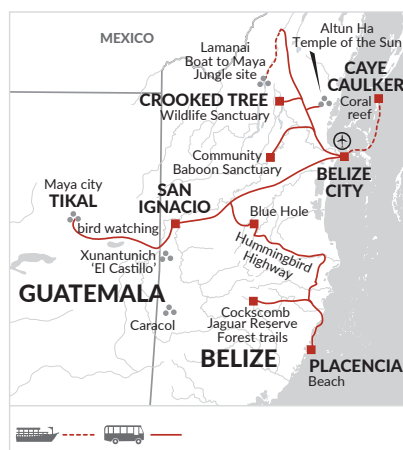 MEXICO
Altun Ha
Temple of the Sun
Lamanai
Boat to Maya
Jungle site
CAYE
CAULKER
Coral
reef
CROOKED TREE
Wildlife Sanctuary
Community
Baboon Sanctuary
BELIZE
CITY
Maya city
TIKAL
SAN
IGNACIO
bird watching
Blue Hole
Xunantunich
'El Castillo'
Hummingbird
Highway
GUATEMALA
Caracol
Cockscomb
Jaguar Reserve
Forest trails
BELIZE
PLACENCIA
Beach